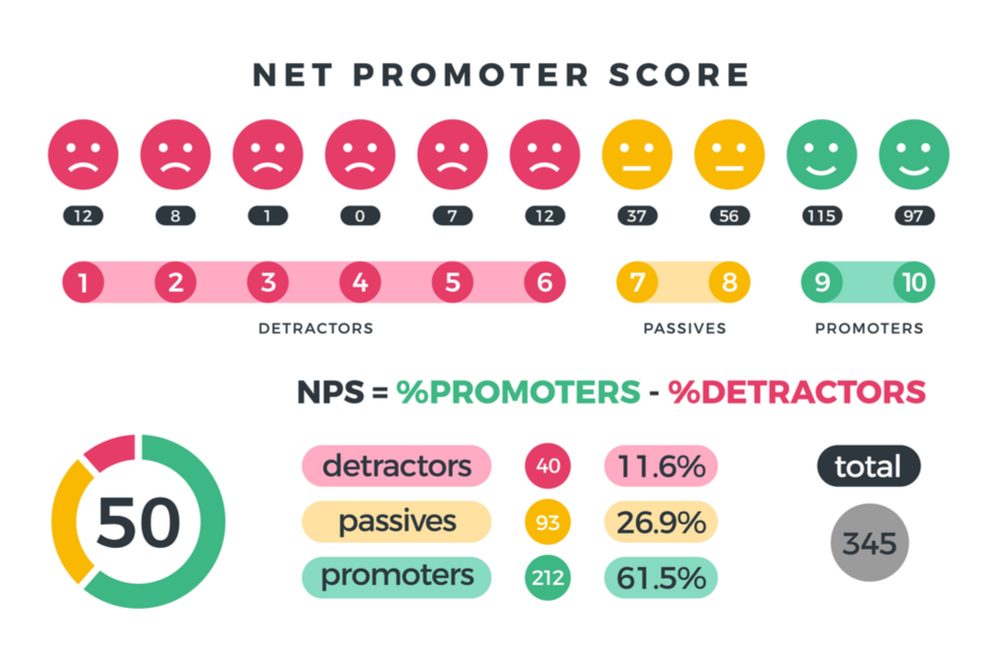 NET PROMOTER SCORE
12 8 1 0 7 12 37 56 115 97
1 2 3 4 5 6 7 8 9 10
DETRACTORS PASSIVES PROMOTERS
NPS = %PROMOTERS - %DETRACTORS
50
detractors 40 11.6%
passives 93 26.9%
promoters 212 61.5%
total
345